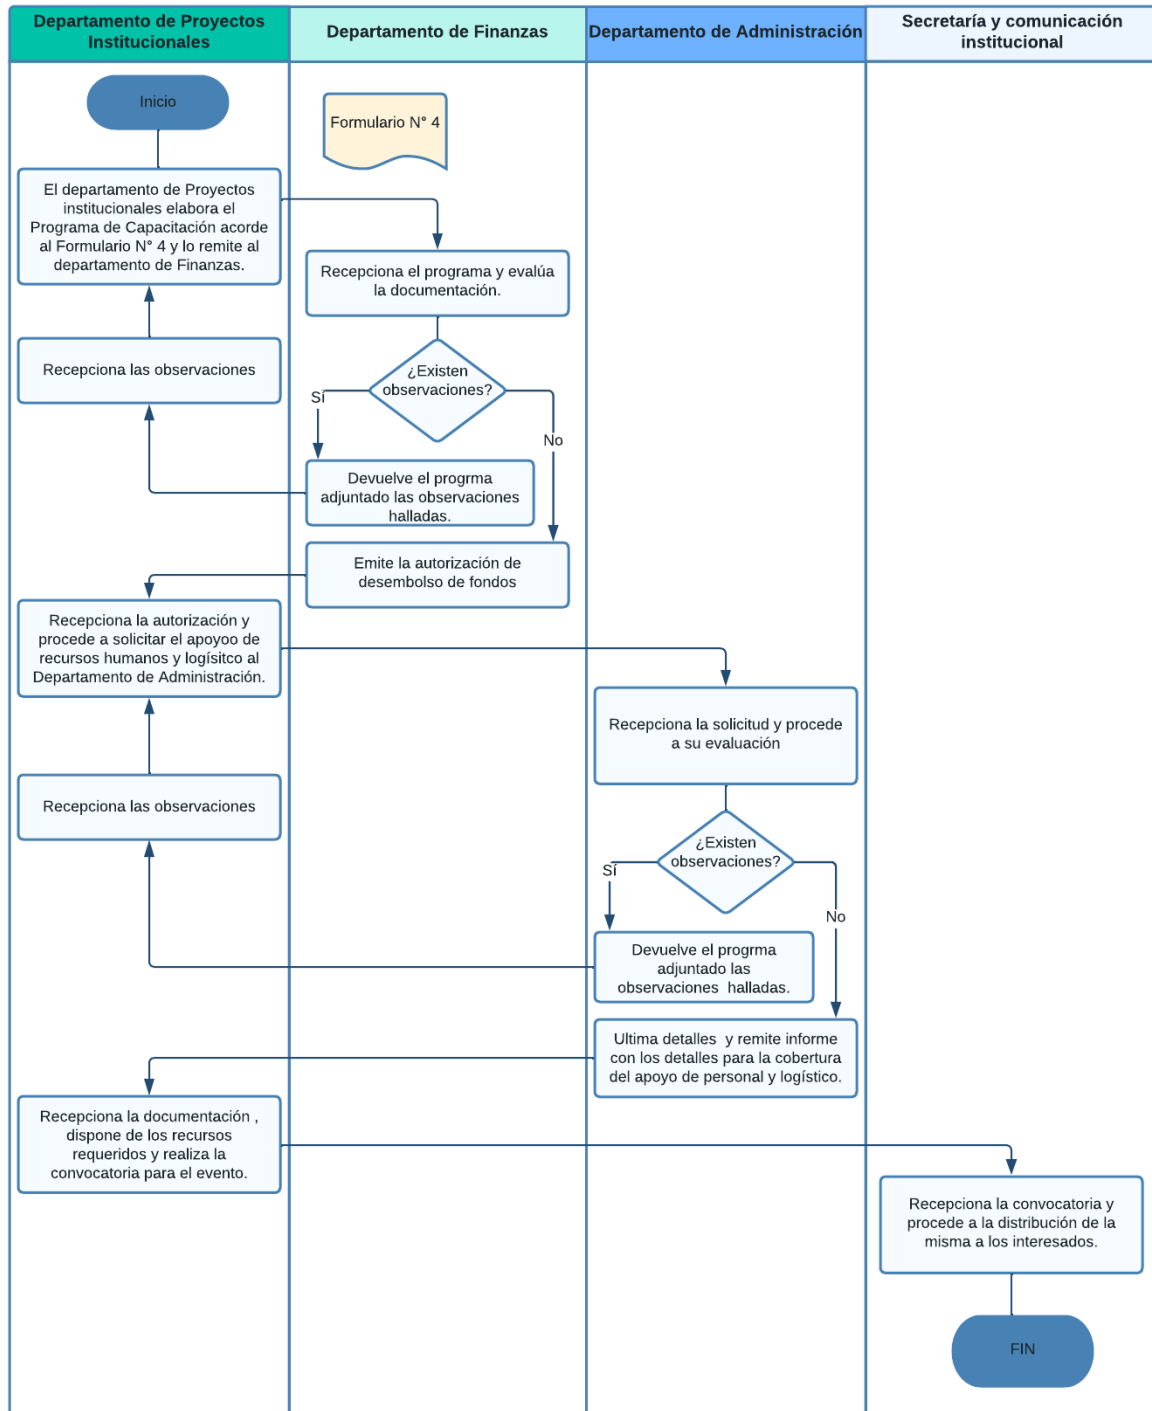 Departamento de Proyectos
Institucionales
Departamento de Finanzas
Departamento de Administración
Secretaría y comunicación
institucional
Inicio
Formulario N° 4
El departamento de Proyectos
institucionales elabora el
Programa de Capacitación acorde
al Formulario N° 4 y lo remite al
departamento de Finanzas.
Recepciona el programa y evalúa
la documentación.
Recepciona las observaciones
¿Existen
observaciones?
Sí
No
Devuelve el progrma
adjuntado las observaciones
halladas.
Emite la autorización de
desembolso de fondos
Recepciona la autorización y
procede a solicitar el apoyoo de
recursos humanos y logísitco al
Departamento de Administración.
Recepciona la solicitud y procede
a su evaluación
Recepciona las observaciones
¿Existen
observaciones?
Sí
No
Devuelve el progrma
adjuntado las
observaciones halladas.
Ultima detalles y remite informe
con los detalles para la cobertura
del apoyo de personal y logístico.
Recepciona la documentación ,
dispone de los recursos
requeridos y realiza la
convocatoria para el evento.
Recepciona la convocatoria y
procede a la distribución de la
misma a los interesados.
FIN